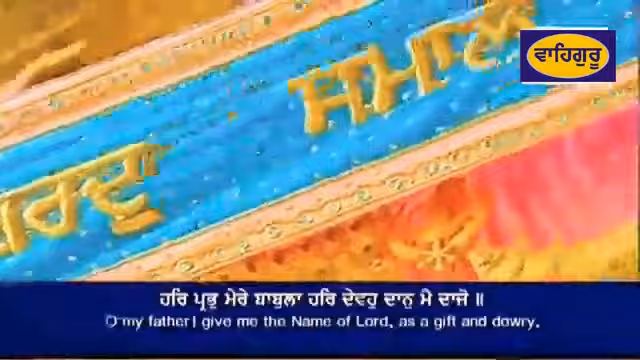 ਵਾਹਿਗੁਰੂ
ਹਰਿ ਪ੍ਰਭੁ ਮੇਰੇ ਬਾਬੁਲਾ ਹਰਿ ਦੇਵਹੁ ਦਾਨੁ ਮੈ ਦਾਜੋ ॥
O my father! give me the Name of Lord, as a gift and dowry.